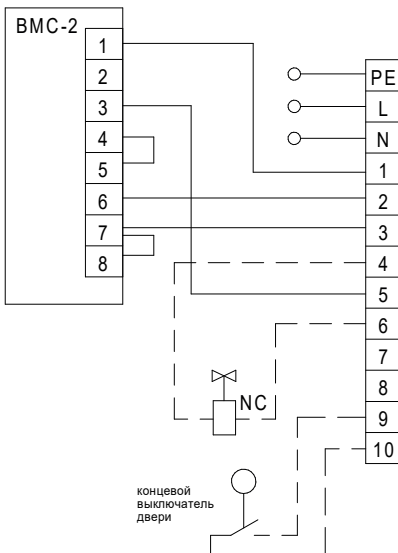 ВМС-2
1
2
3
4
5
6
7
8
PE
L
N
1
2
3
4
5
6
7
8
9
10
NC
концевой
выключатель
двери